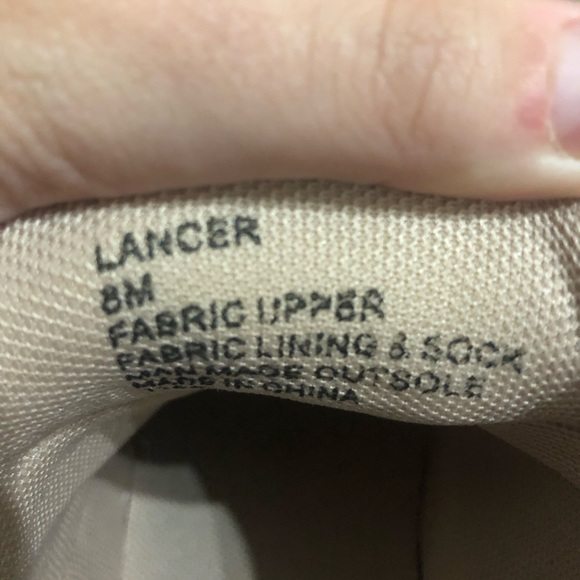 LANCER
8M
FABRIC UPPER
FABRIC LINING & SOCK
MAN MADE OUTSOLE
MADE IN CHINA